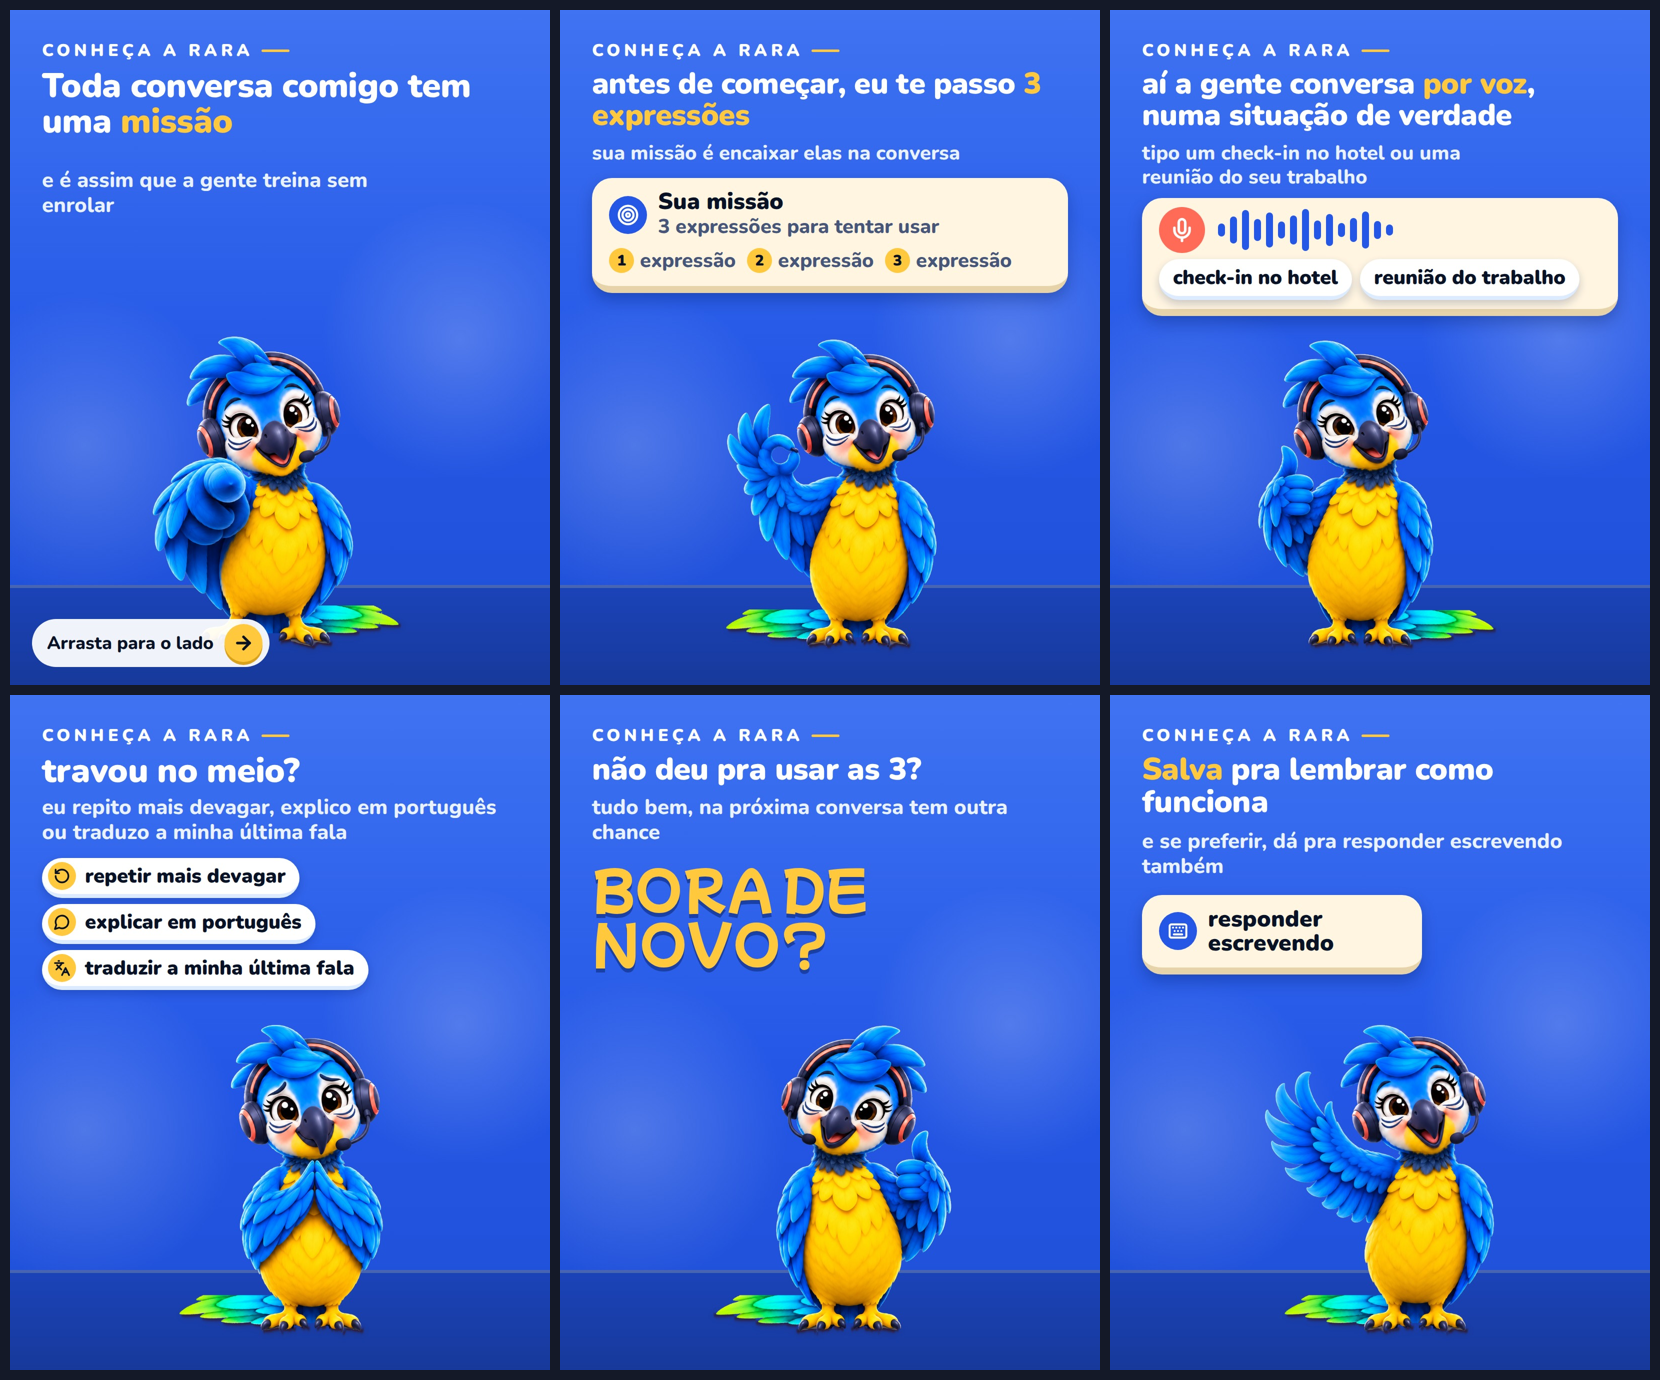 CONHEÇA A RARA
Toda conversa comigo tem
uma missão
e é assim que a gente treina sem
enrolar
Arrasta para o lado
CONHEÇA A RARA
antes de começar, eu te passo 3
expressões
sua missão é encaixar elas na conversa
Sua missão
3 expressões para tentar usar
1 expressão 2 expressão 3 expressão
CONHEÇA A RARA
aí a gente conversa por voz,
numa situação de verdade
tipo um check-in no hotel ou uma
reunião do seu trabalho
check-in no hotel reunião do trabalho
CONHEÇA A RARA
travou no meio?
eu repito mais devagar, explico em português
ou traduzo a minha última fala
repetir mais devagar
explicar em português
traduzir a minha última fala
CONHEÇA A RARA
não deu pra usar as 3?
tudo bem, na próxima conversa tem outra
chance
BORA DE
NOVO?
CONHEÇA A RARA
Salva pra lembrar como
funciona
e se preferir, dá pra responder escrevendo
também
responder
escrevendo